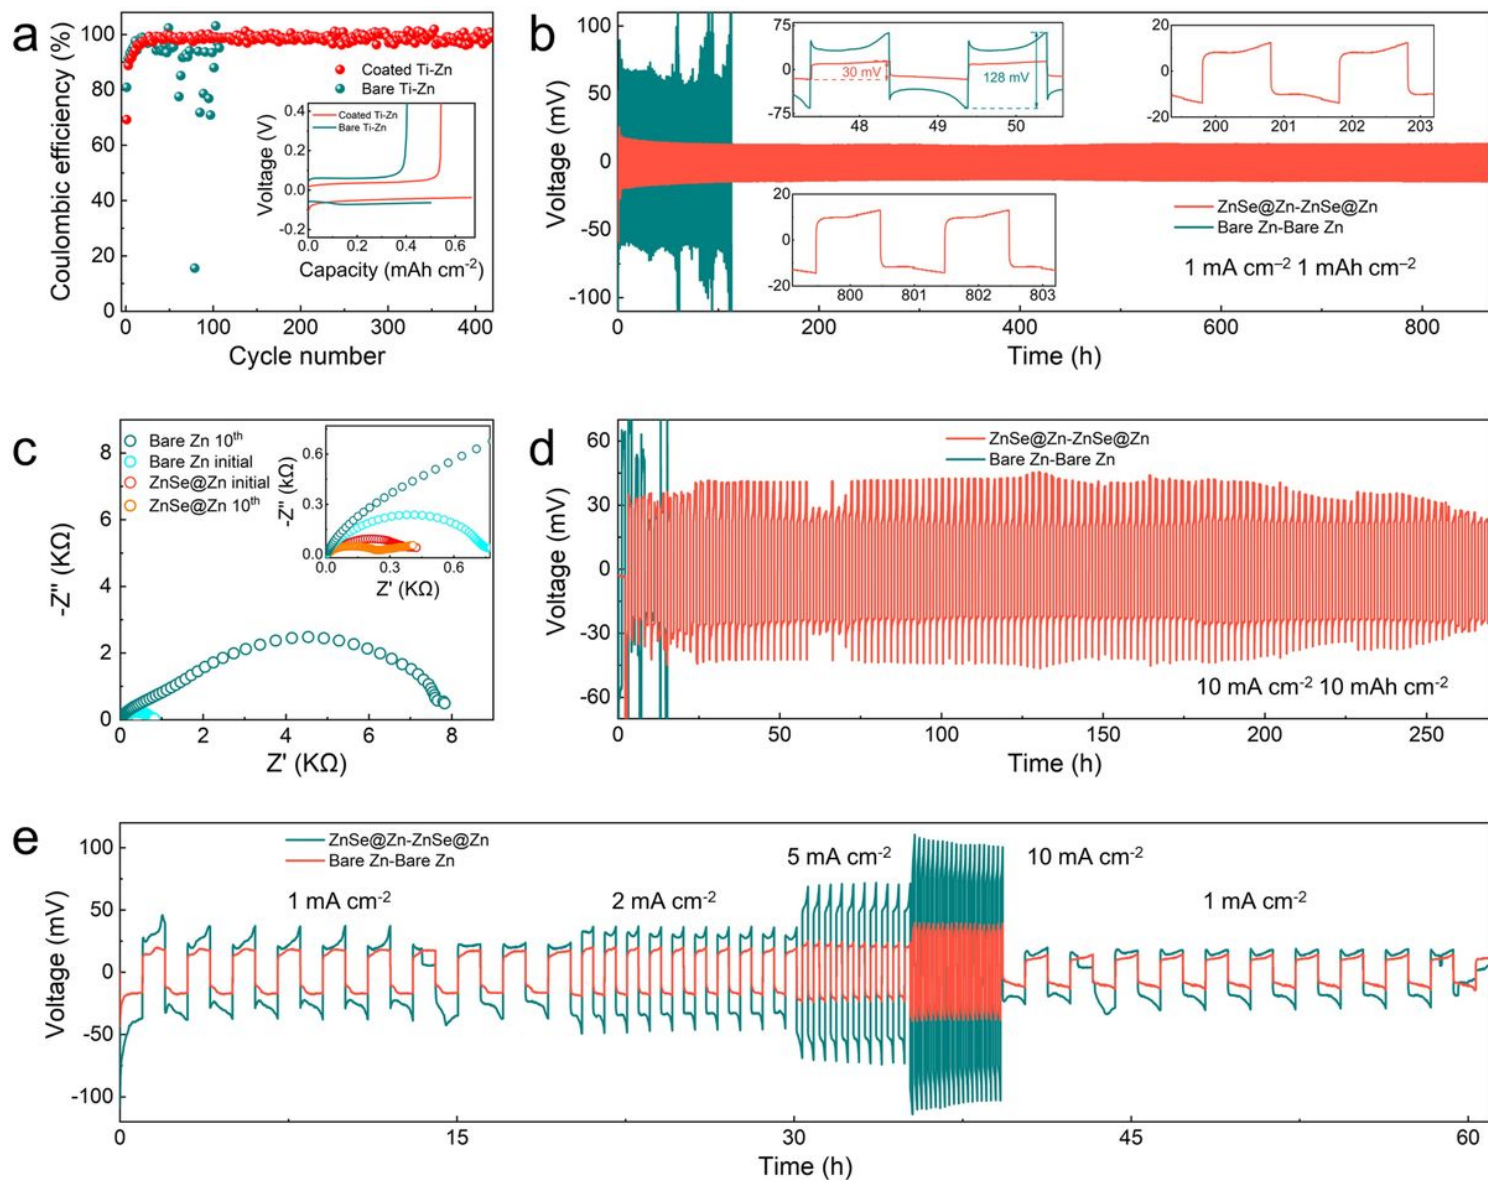 a
Coulombic efficiency (%)
100
80
60
40
20
0
0
100
200
300
400
Cycle number
Coated Ti-Zn
Bare Ti-Zn
Voltage (V)
0.4
0.2
0.0
-0.2
0.0
0.2
0.4
0.6
Capacity (mAh cm-2)
Coated Ti-Zn
Bare Ti-Zn
b
Voltage (mV)
100
50
0
-50
-100
0
200
400
600
800
Time (h)
75
0
-75
48
49
50
30 mV
128 mV
20
0
-20
200
201
202
203
20
0
-20
800
801
802
803
ZnSe@Zn-ZnSe@Zn
Bare Zn-Bare Zn
1 mA cm–2 1 mAh cm–2
c
-Z" (KΩ)
8
6
4
2
0
0
2
4
6
8
Z' (KΩ)
Bare Zn 10th
Bare Zn initial
ZnSe@Zn initial
ZnSe@Zn 10th
-Z" (kΩ)
0.6
0.3
0.0
0.0
0.3
0.6
Z' (KΩ)
d
Voltage (mV)
60
30
0
-30
-60
0
50
100
150
200
250
Time (h)
ZnSe@Zn-ZnSe@Zn
Bare Zn-Bare Zn
10 mA cm-2 10 mAh cm-2
e
Voltage (mV)
100
50
0
-50
-100
0
15
30
45
60
Time (h)
ZnSe@Zn-ZnSe@Zn
Bare Zn-Bare Zn
1 mA cm-2
2 mA cm-2
5 mA cm-2
10 mA cm-2
1 mA cm-2